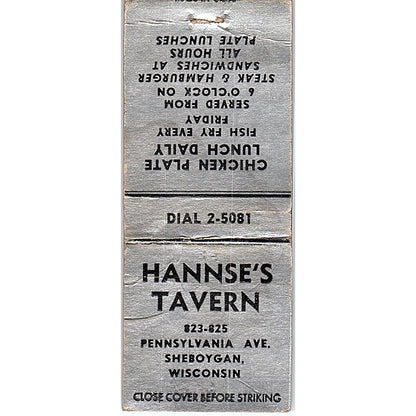 CHICKEN PLATE
LUNCH DAILY
FISH FRY EVERY
FRIDAY
SERVED FROM
6 O'CLOCK ON
STEAK & HAMBURGER
SANDWICHES AT
ALL HOURS
PLATE LUNCHES
DIAL 2-5081
HANNSE'S
TAVERN
823-825
PENNSYLVANIA AVE.
SHEBOYGAN,
WISCONSIN
CLOSE COVER BEFORE STRIKING